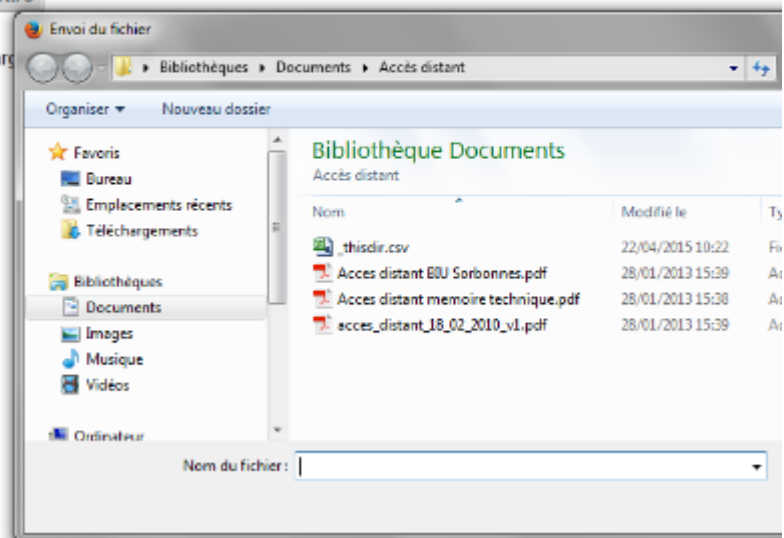 Envoi du fichier
Bibliothèques ▸ Documents ▸ Accès distant
Organiser ▾ Nouveau dossier
Favoris
Bureau
Emplacements récents
Téléchargements
Bibliothèques
Documents
Images
Musique
Vidéos
Ordinateur
Bibliothèque Documents
Accès distant
Nom Modifié le
_thisdir.csv 22/04/2015 10:22
Acces distant BIU Sorbonnes.pdf 28/01/2013 15:39
Acces distant memoire technique.pdf 28/01/2013 15:38
acces_distant_18_02_2010_v1.pdf 28/01/2013 15:39
Nom du fichier :